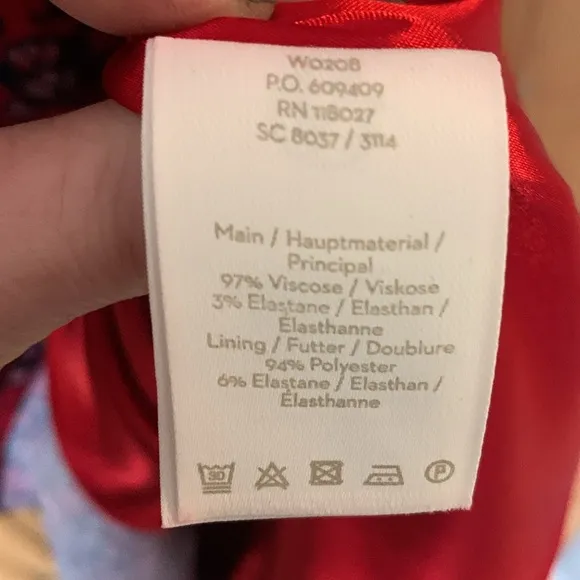 W0208
P.O. 609409
RN 118027
SC 8037 / 3114
Main / Hauptmaterial /
Principal
97% Viscose / Viskose
3% Elastane / Elasthan /
Élasthanne
Lining / Futter / Doublure
94% Polyester
6% Elastane / Elasthan /
Élasthanne
30
P